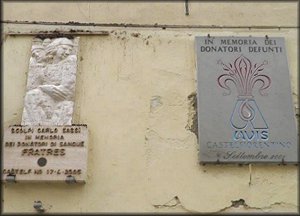 SCOLPI CARLO SASSI
IN MEMORIA
DEI DONATORI DI SANGUE
FRATRES
CASTELF NO 17-4-2005
IN MEMORIA DEI
DONATORI DEFUNTI
AVIS
CASTELFIORENTINO
Settembre